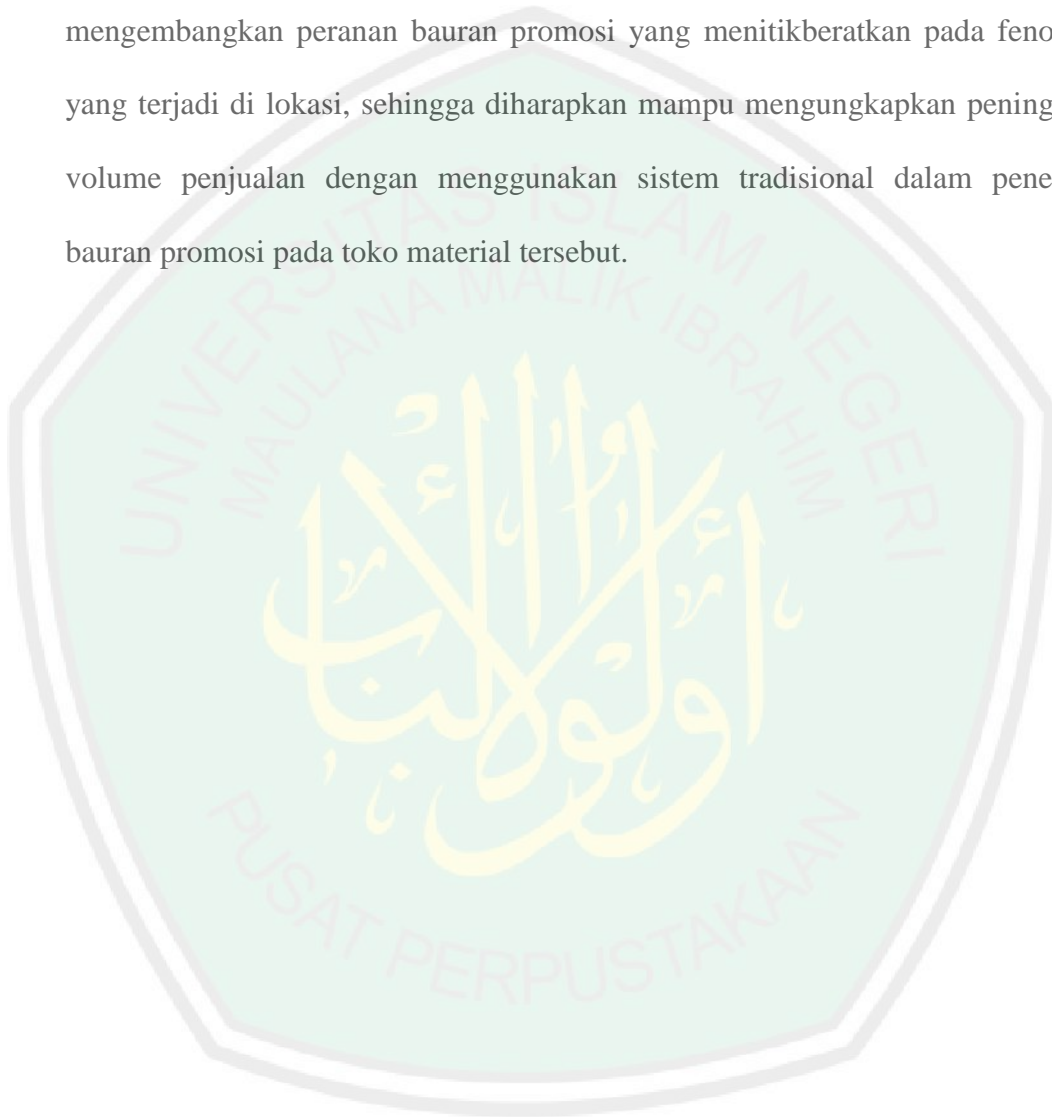 mengembangkan peranan bauran promosi yang menitikberatkan pada feno
yang terjadi di lokasi, sehingga diharapkan mampu mengungkapkan pening
volume penjualan dengan menggunakan sistem tradisional dalam pene
bauran promosi pada toko material tersebut.
UNIVERSITAS ISLAM NEGERI
MAULANA MALIK IBRAHIM
أولوا الألباب
PUSAT PERPUSTAKAAN